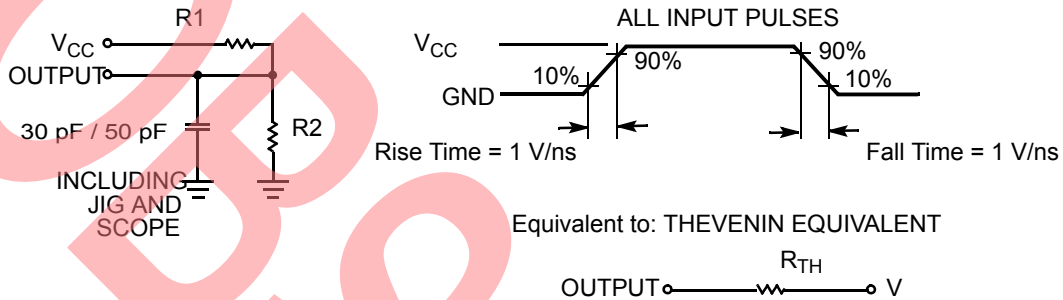 R1
VCC
OUTPUT
30 pF / 50 pF
R2
INCLUDING
JIG AND
SCOPE
ALL INPUT PULSES
VCC
GND
10%
90%
90%
10%
Rise Time = 1 V/ns
Fall Time = 1 V/ns
Equivalent to: THEVENIN EQUIVALENT
RTH
OUTPUT
V